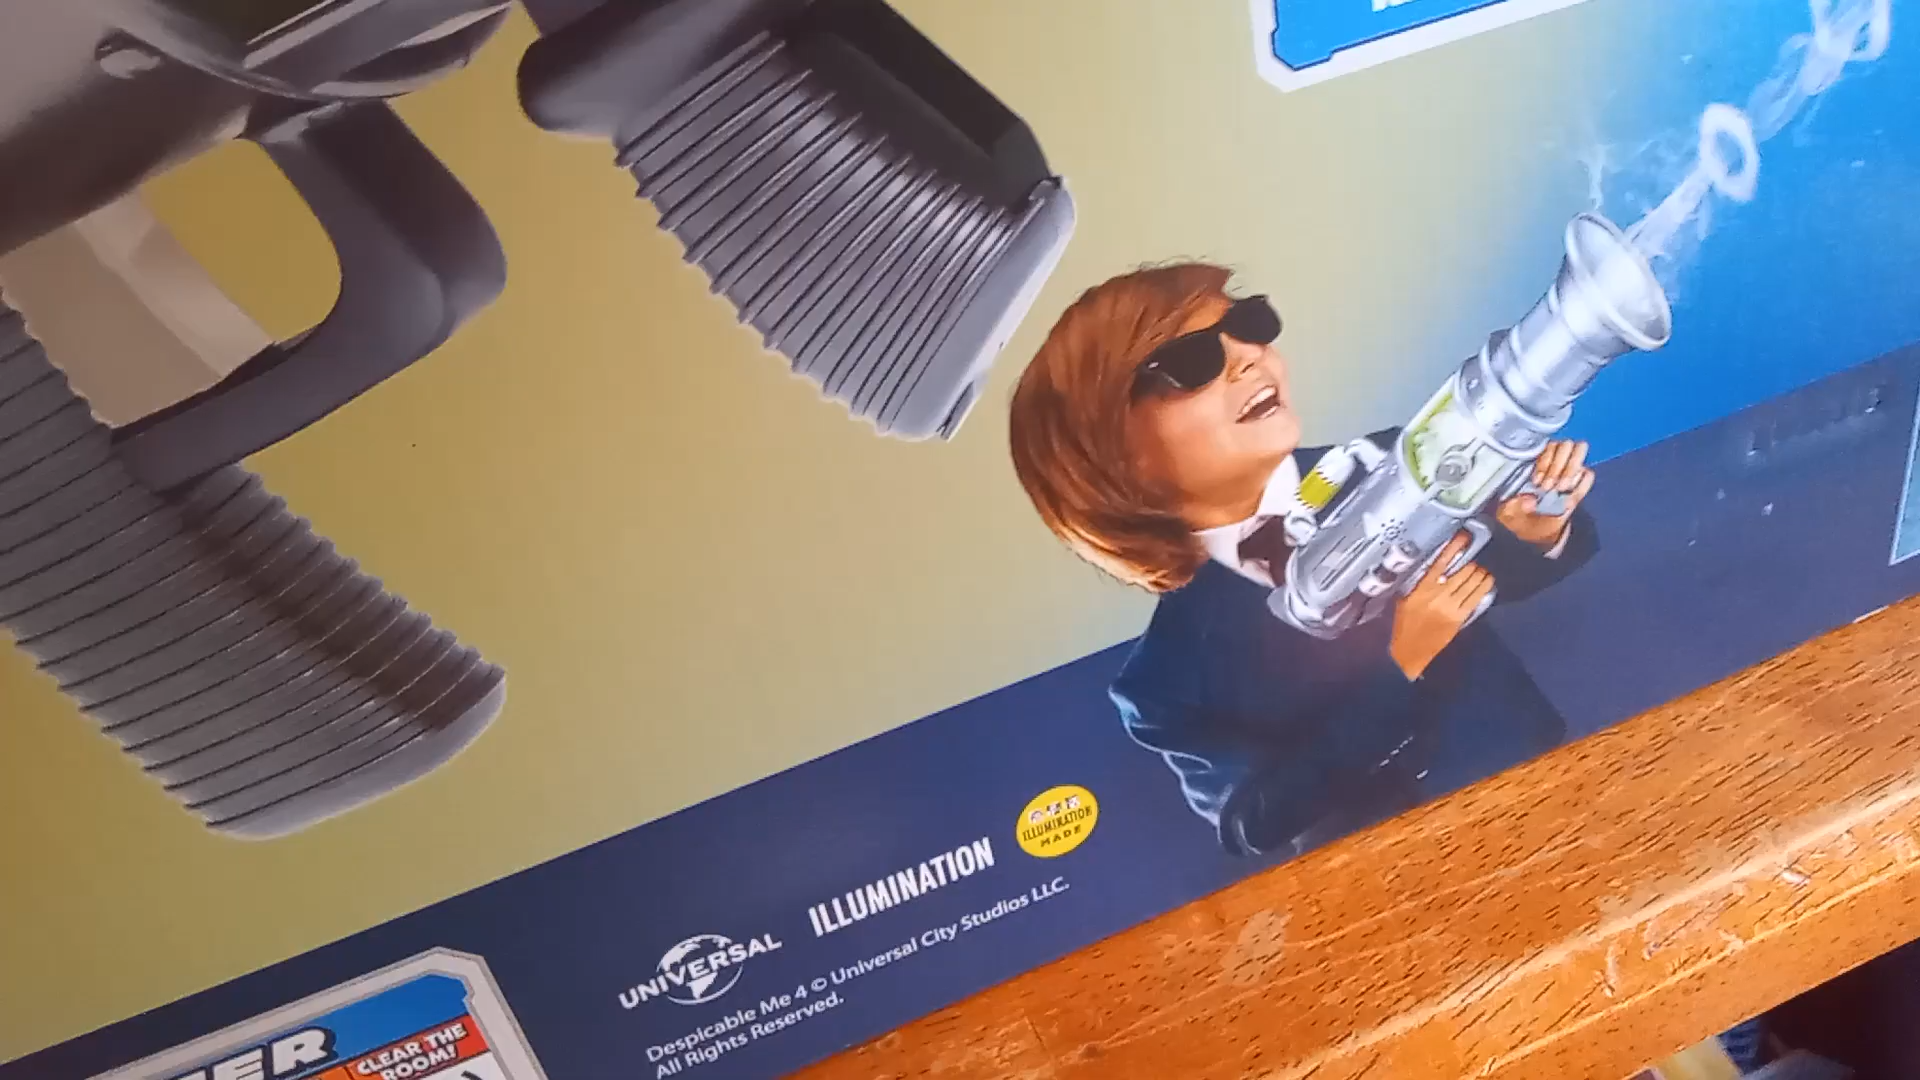 ILLUMINATION
MADE
ILLUMINATION
UNIVERSAL
Despicable Me 4 © Universal City Studios LLC.
All Rights Reserved.
CLEAR THE
ROOM!